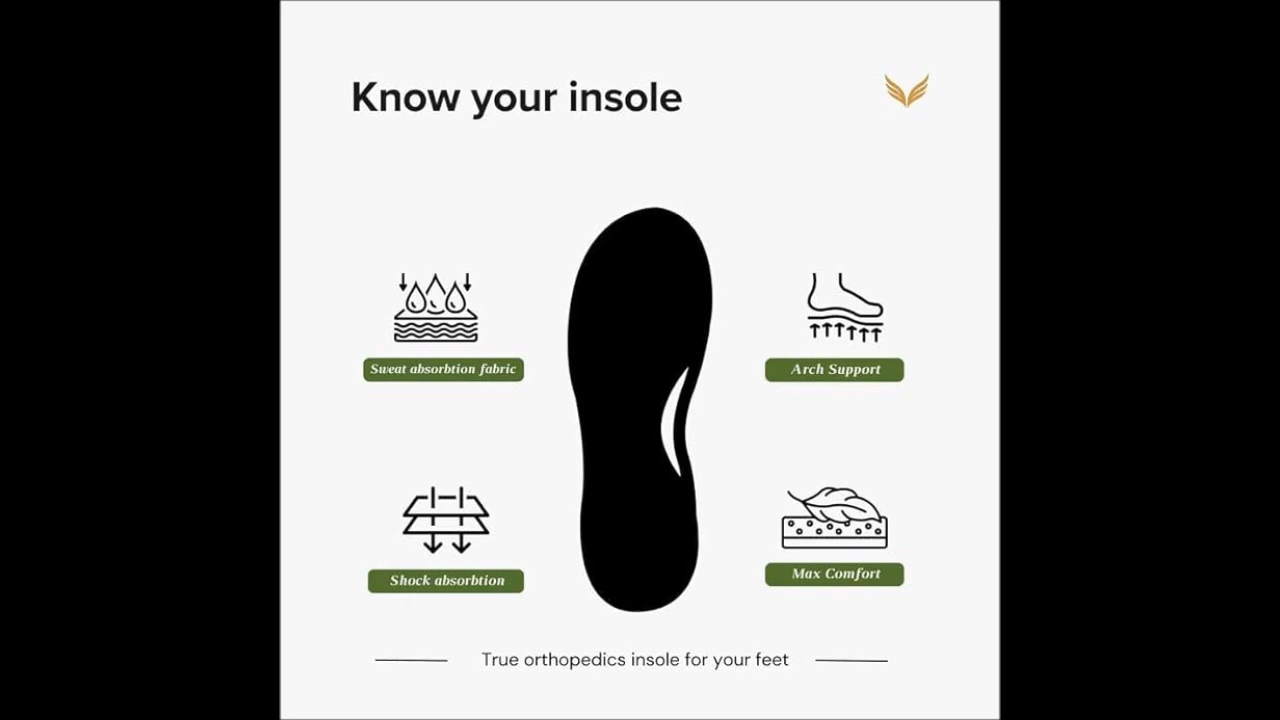 Know your insole
Sweat absorbtion fabric
Arch Support
Shock absorbtion
Max Comfort
True orthopedics insole for your feet